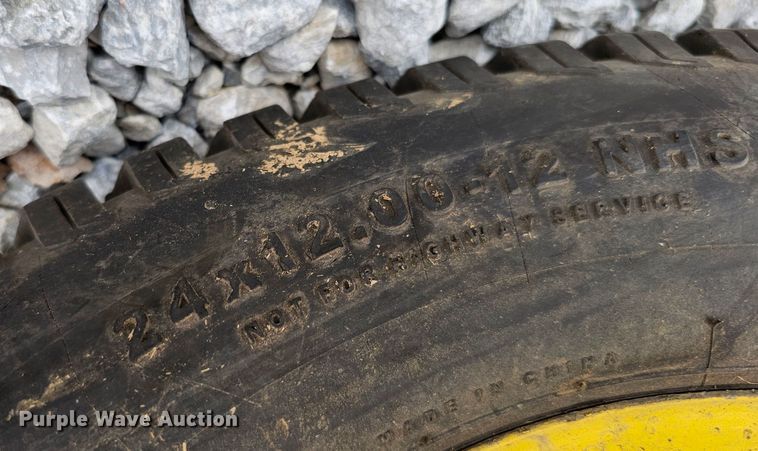 24x12.00-12 NHS
NOT FOR HIGHWAY SERVICE
MADE IN CHINA
Purple Wave Auction